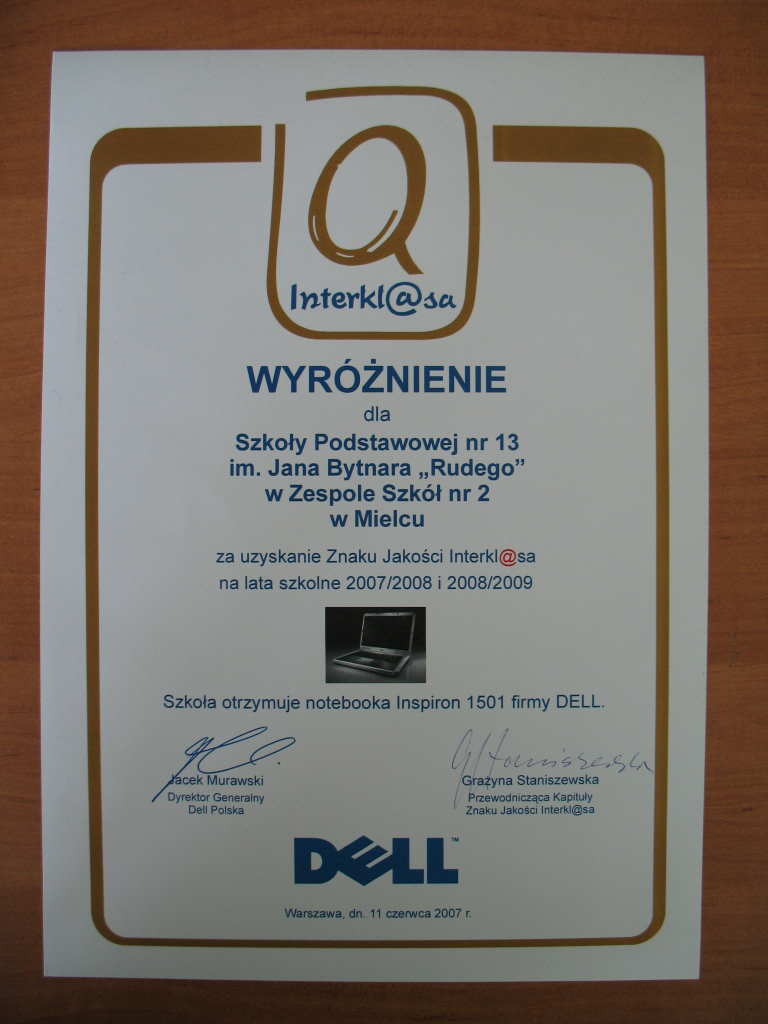 Q
Interkl@sa
WYRÓŻNIENIE
dla
Szkoły Podstawowej nr 13
im. Jana Bytnara „Rudego”
w Zespole Szkół nr 2
w Mielcu
za uzyskanie Znaku Jakości Interkl@sa
na lata szkolne 2007/2008 i 2008/2009
Szkoła otrzymuje notebooka Inspiron 1501 firmy DELL.
Jacek Murawski
Dyrektor Generalny
Dell Polska
GStaniszewska
Grażyna Staniszewska
Przewodnicząca Kapituły
Znaku Jakości Interkl@sa
DELL™
Warszawa, dn. 11 czerwca 2007 r.